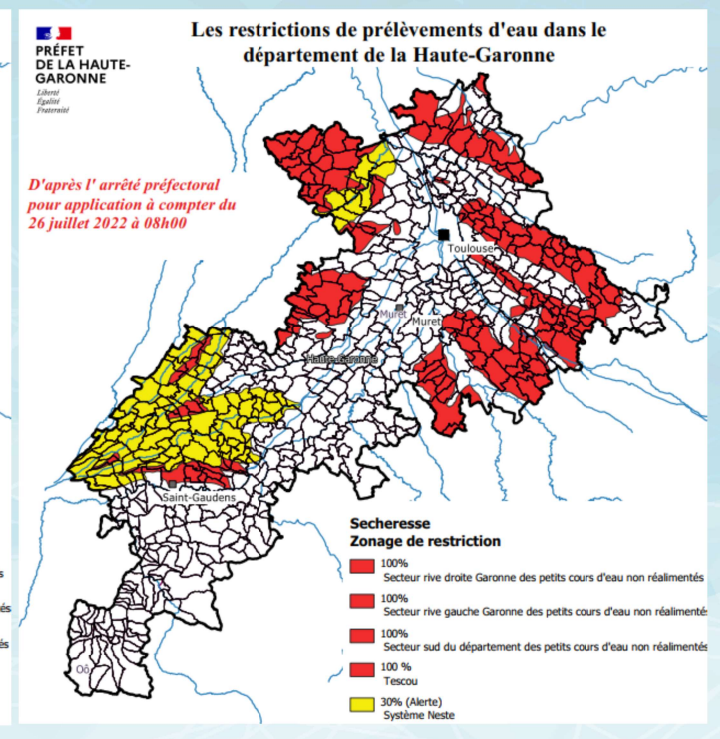 Les restrictions de prélèvements d'eau dans le
département de la Haute-Garonne
PRÉFET
DE LA HAUTE-
GARONNE
Liberté
Égalité
Fraternité
D'après l' arrêté préfectoral
pour application à compter du
26 juillet 2022 à 08h00
Toulouse
Muret
Muret
Haute-Garonne
Saint-Gaudens
Oô
Secheresse
Zonage de restriction
100%
Secteur rive droite Garonne des petits cours d'eau non réalimentés
100%
Secteur rive gauche Garonne des petits cours d'eau non réalimentés
100%
Secteur sud du département des petits cours d'eau non réalimentés
100 %
Tescou
30% (Alerte)
Système Neste
s
és
és